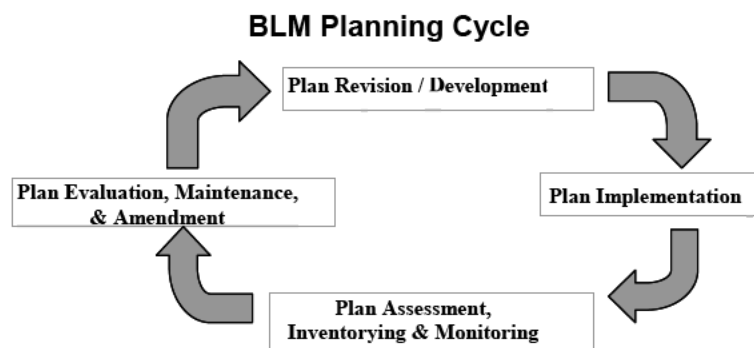 BLM Planning Cycle
Plan Revision / Development
Plan Implementation
Plan Assessment,
Inventorying & Monitoring
Plan Evaluation, Maintenance,
& Amendment